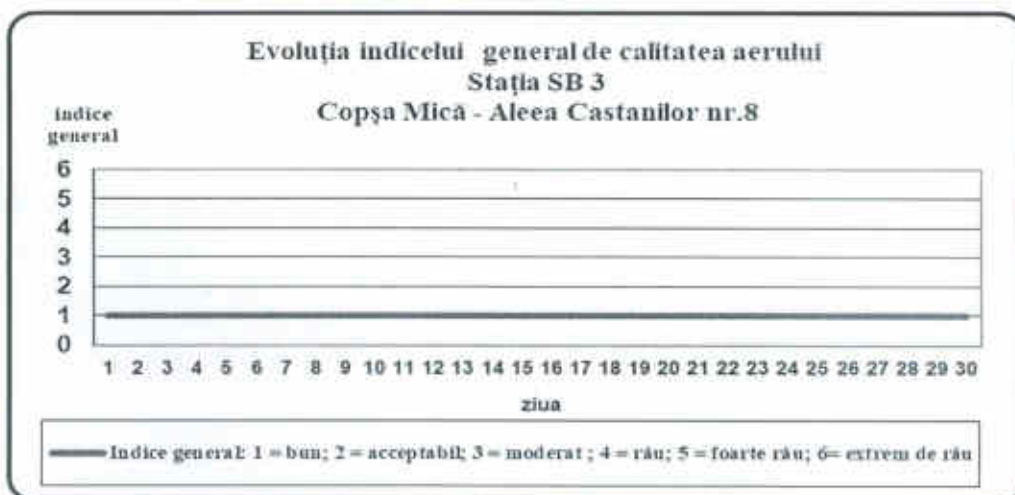 Evoluția indicelui general de calitatea aerului
Stația SB 3
Copșa Mică - Aleea Castanilor nr.8
indice
general
6
5
4
3
2
1
0
1 2 3 4 5 6 7 8 9 10 11 12 13 14 15 16 17 18 19 20 21 22 23 24 25 26 27 28 29 30
ziua
Indice general: 1 = bun; 2 = acceptabil; 3 = moderat ; 4 = rău; 5 = foarte rău; 6= extrem de rău